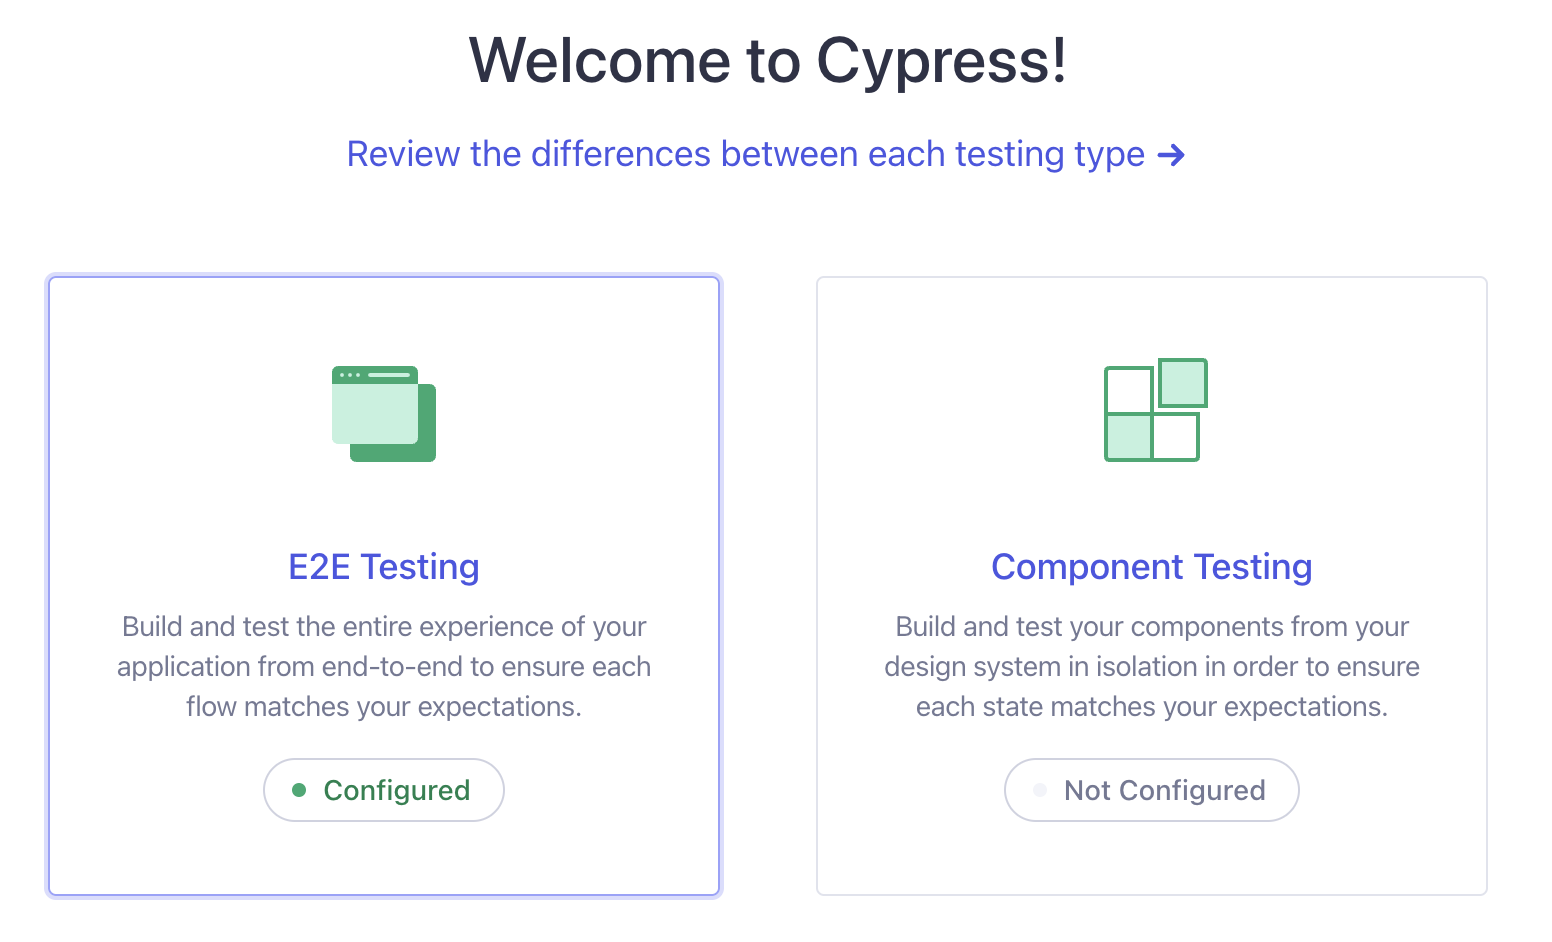 Welcome to Cypress!
Review the differences between each testing type →
E2E Testing
Build and test the entire experience of your
application from end-to-end to ensure each
flow matches your expectations.
Configured
Component Testing
Build and test your components from your
design system in isolation in order to ensure
each state matches your expectations.
Not Configured